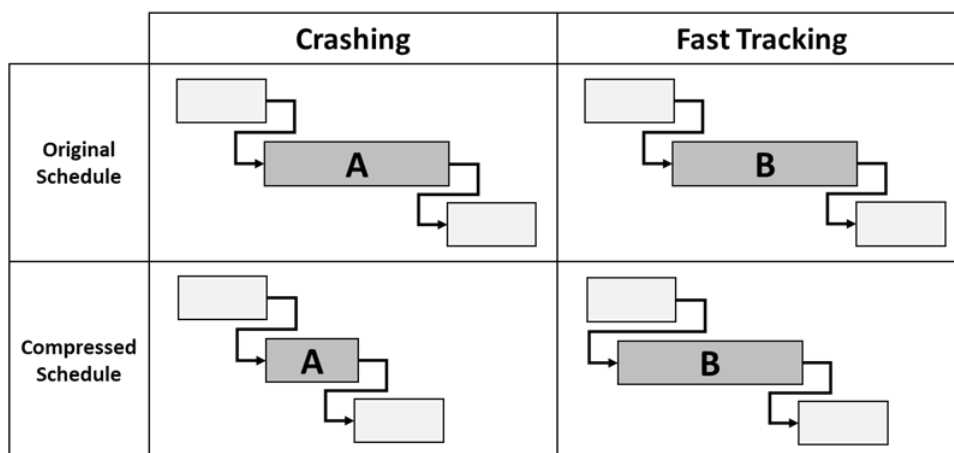 Crashing
Fast Tracking
Original
Schedule
A
B
Compressed
Schedule
A
B